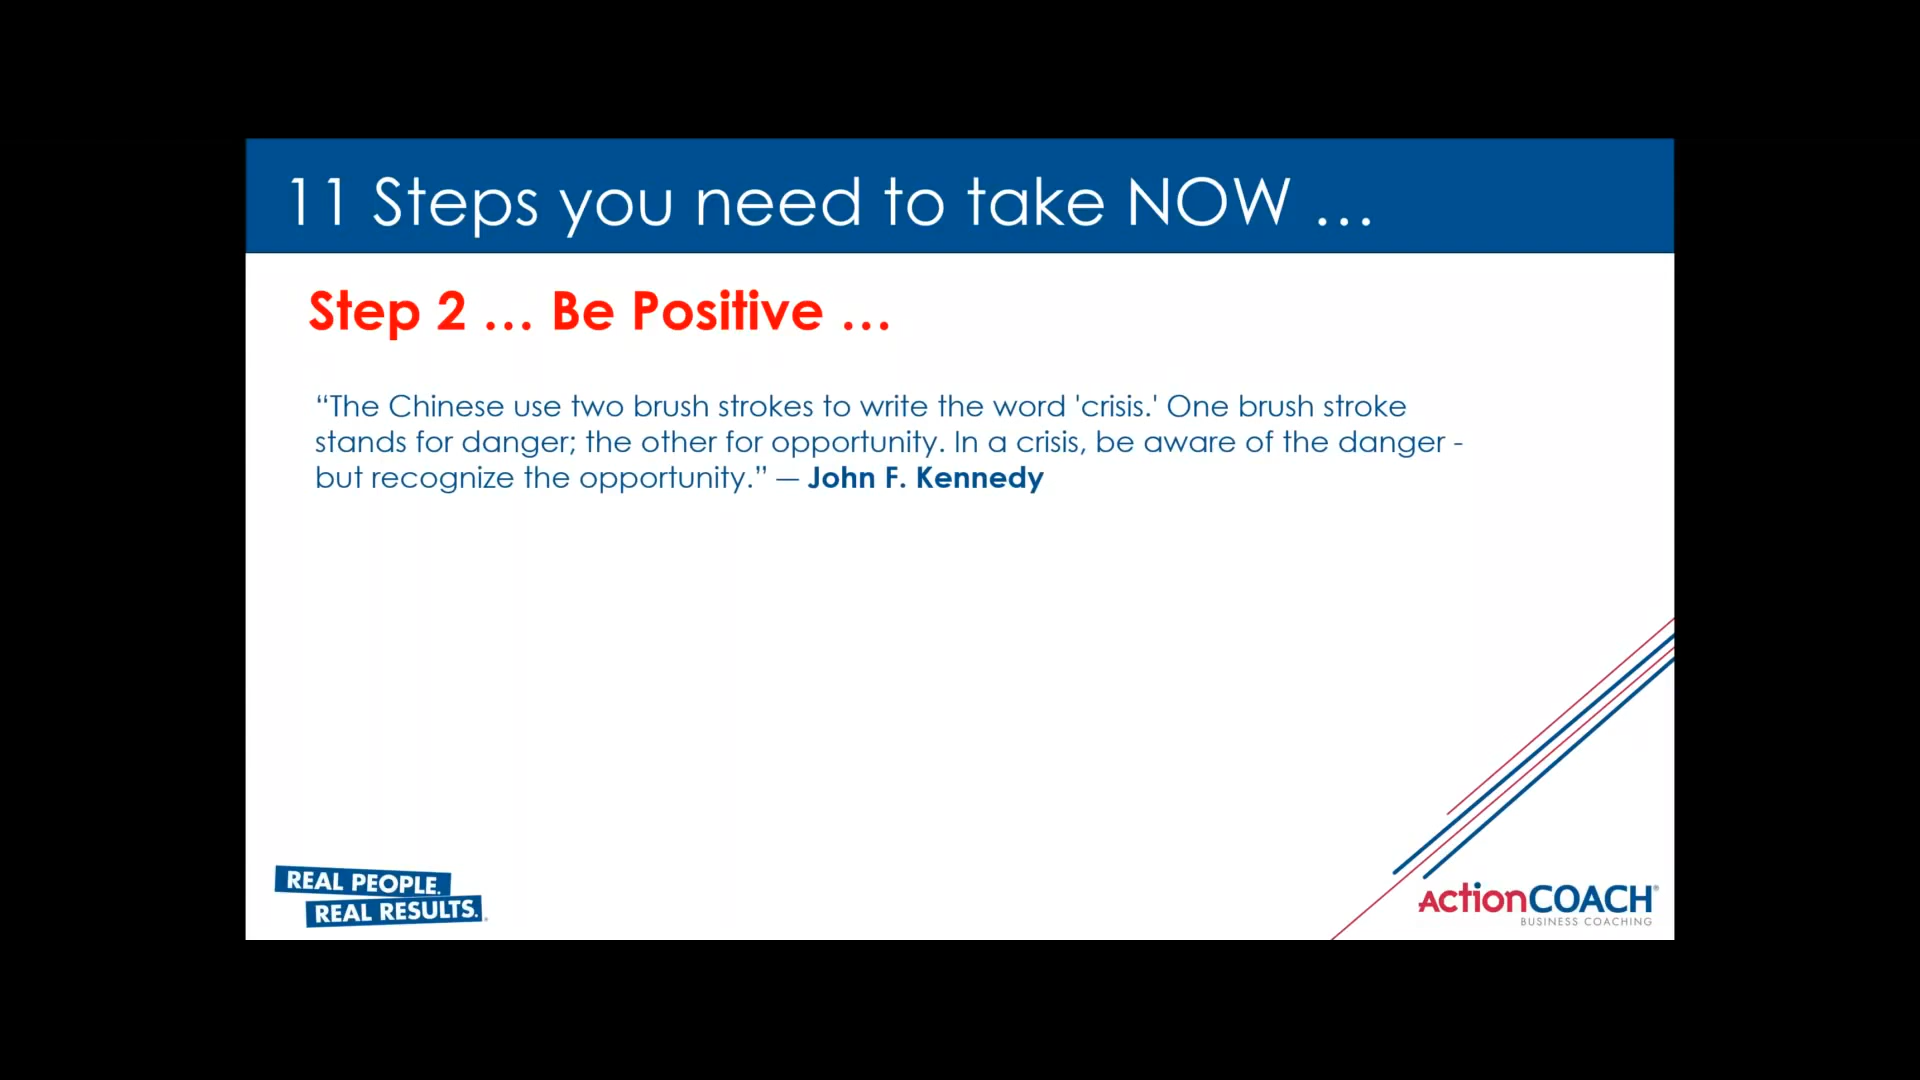 11 Steps you need to take NOW ...
Step 2 ... Be Positive ...
“The Chinese use two brush strokes to write the word 'crisis.' One brush stroke
stands for danger; the other for opportunity. In a crisis, be aware of the danger -
but recognize the opportunity.” — John F. Kennedy
REAL PEOPLE.
REAL RESULTS.
ActionCOACH®
BUSINESS COACHING